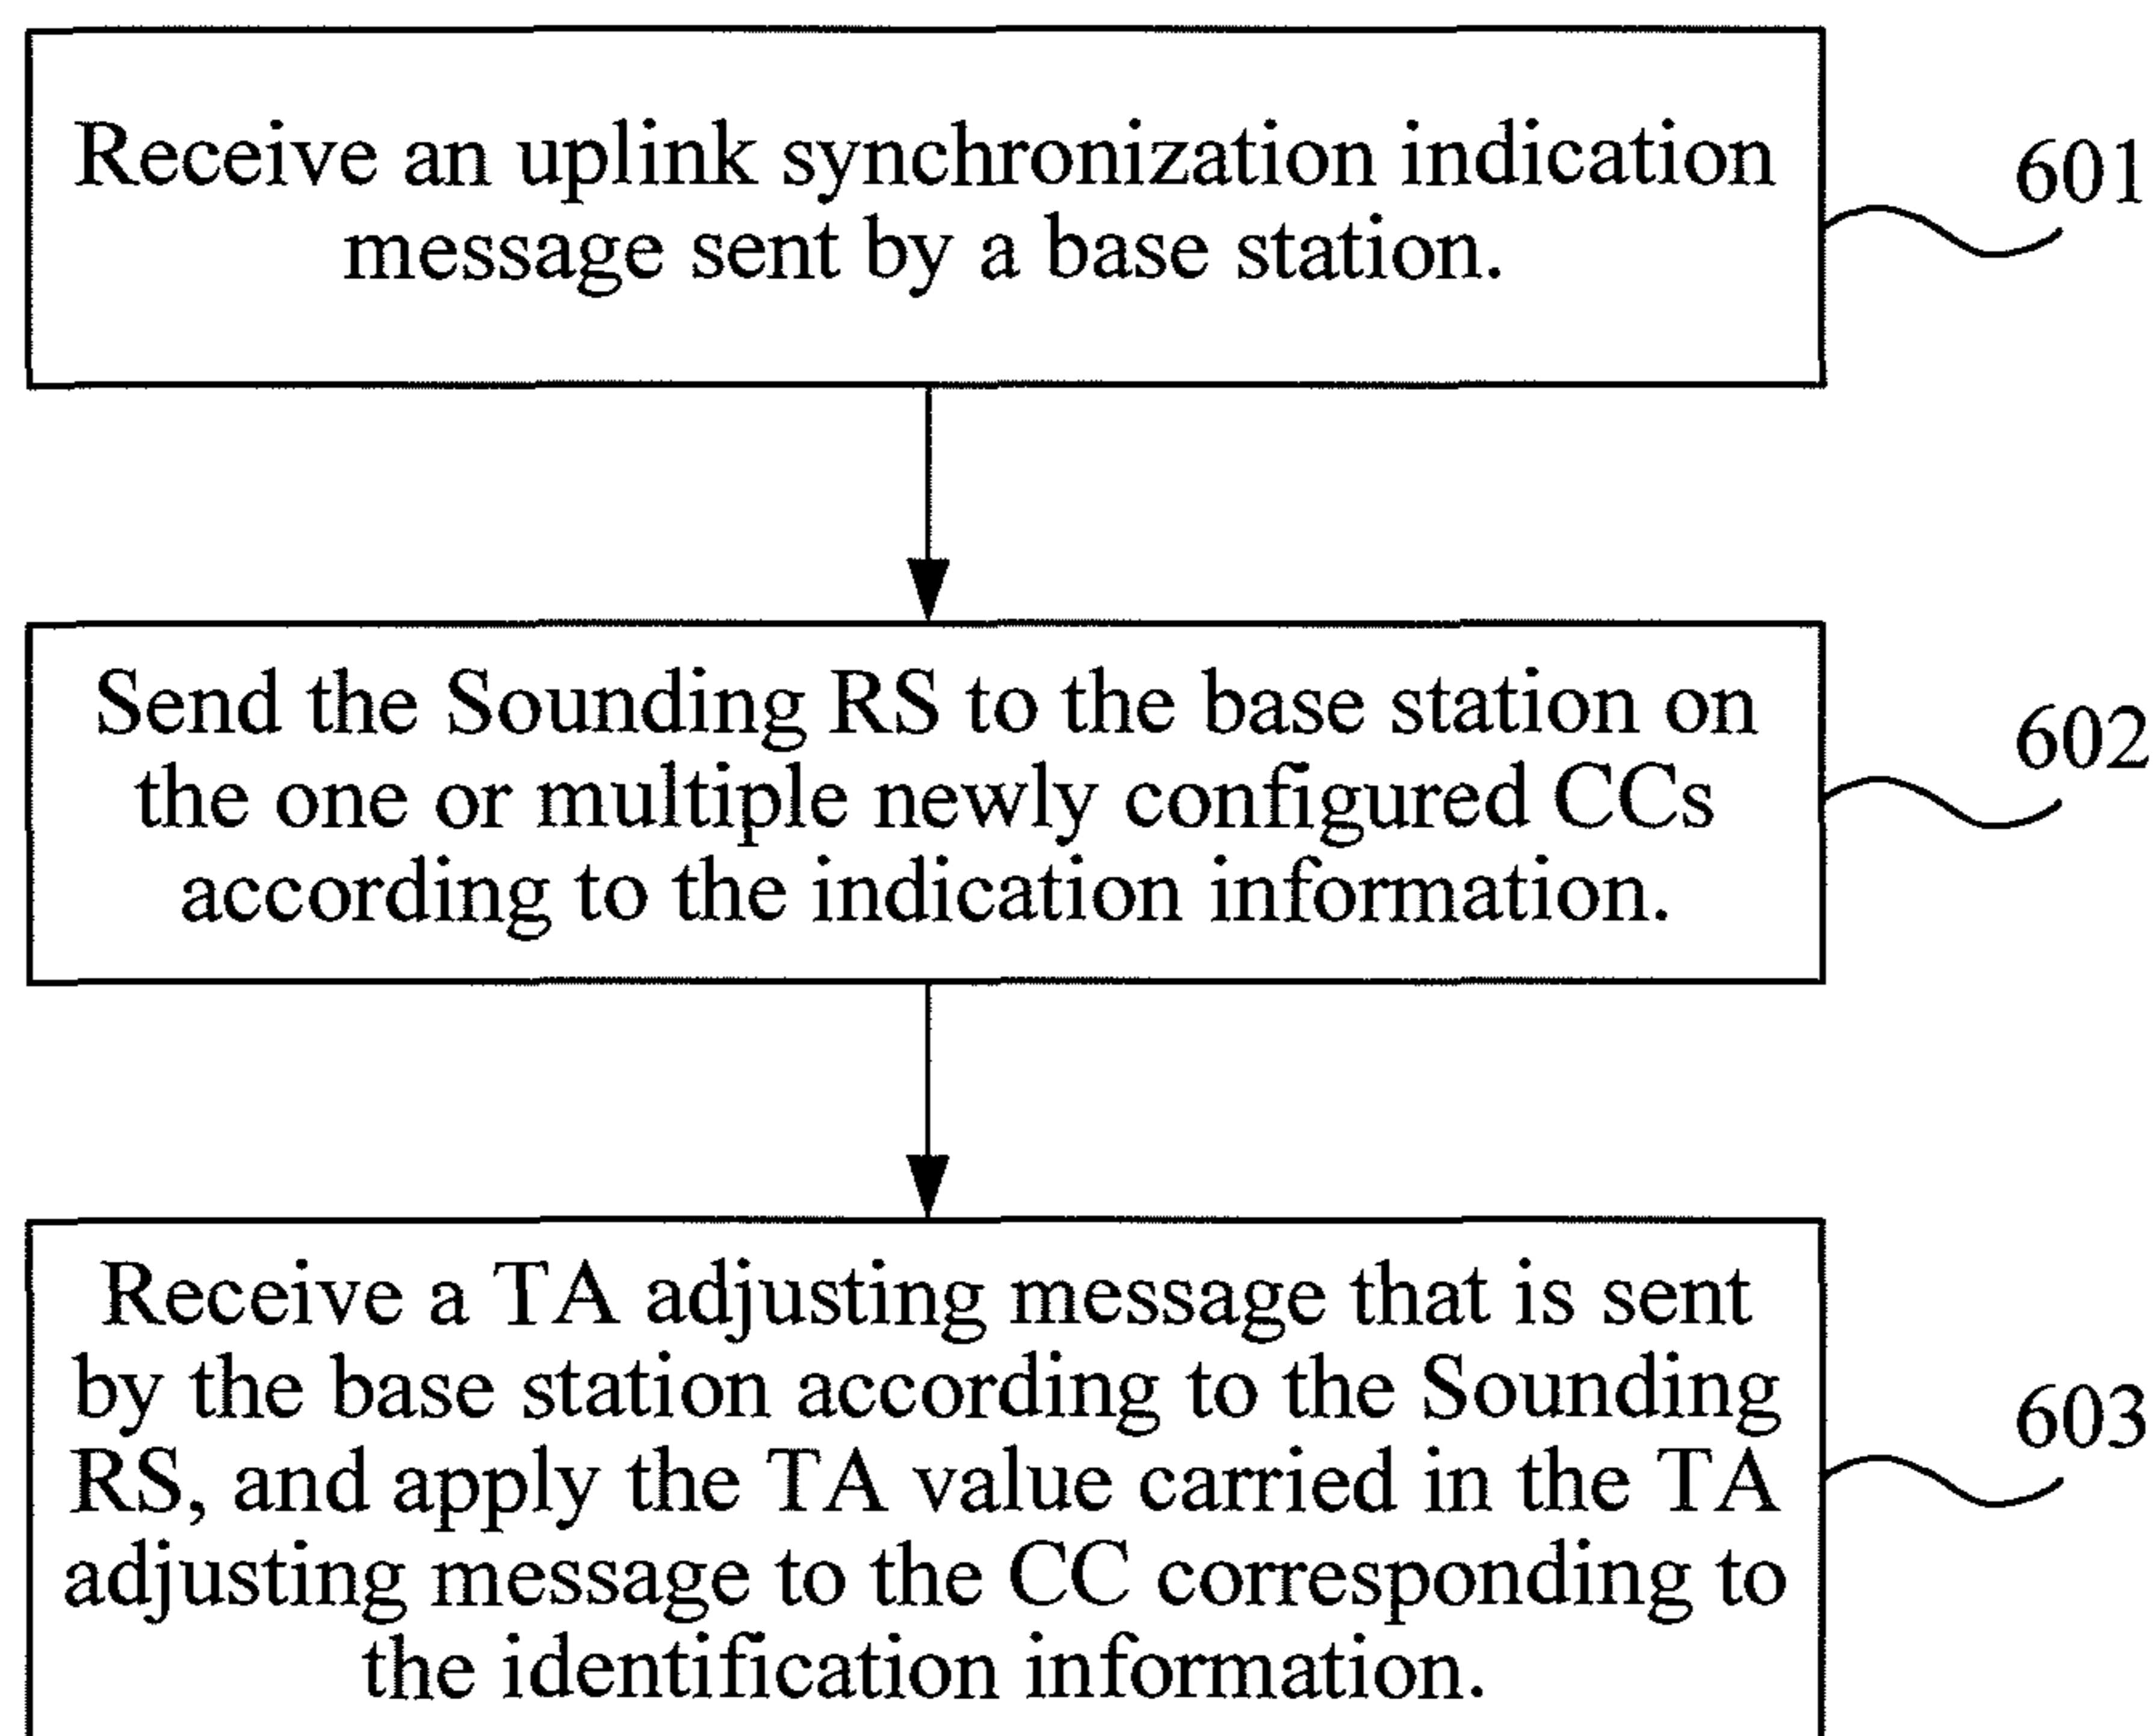 Receive an uplink synchronization indication
message sent by a base station.
601
Send the Sounding RS to the base station on
the one or multiple newly configured CCs
according to the indication information.
602
Receive a TA adjusting message that is sent
by the base station according to the Sounding
RS, and apply the TA value carried in the TA
adjusting message to the CC corresponding to
the identification information.
603